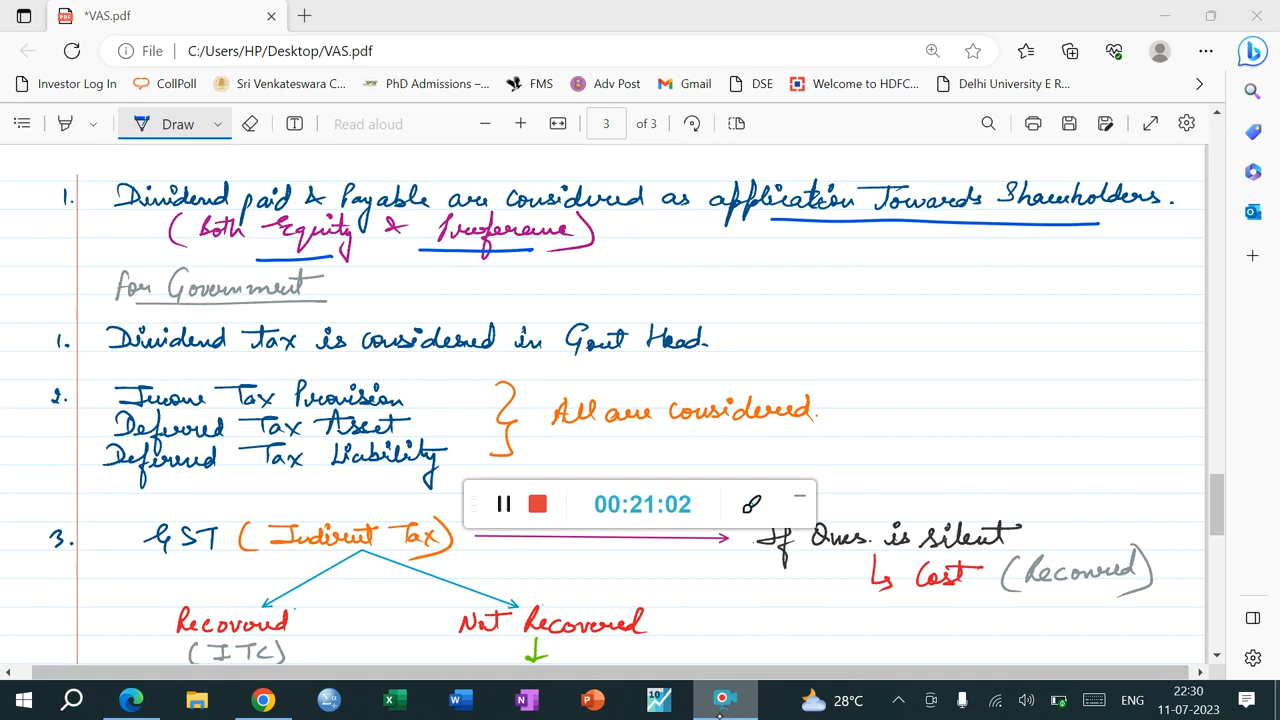 *VAS.pdf
File C:/Users/HP/Desktop/VAS.pdf
Investor Log In CollPoll Sri Venkateswara C... PhD Admissions –... FMS Adv Post Gmail DSE Welcome to HDFC... Delhi University E R...
Draw Read aloud 3 of 3
1. Dividend paid & Payable are considered as application Towards Shareholders.
(Both Equity & Preference)
for Government
1. Dividend Tax is considered in Govt Head.
2. Income Tax Provision
Deferred Tax Asset
Deferred Tax Liability
All are considered.
00:21:02
3. GST (Indirect Tax)
If Ques. is silent
Cost (Recovered)
Recovered Not Recovered
(ITC)
28°C ENG 22:30
11-07-2023